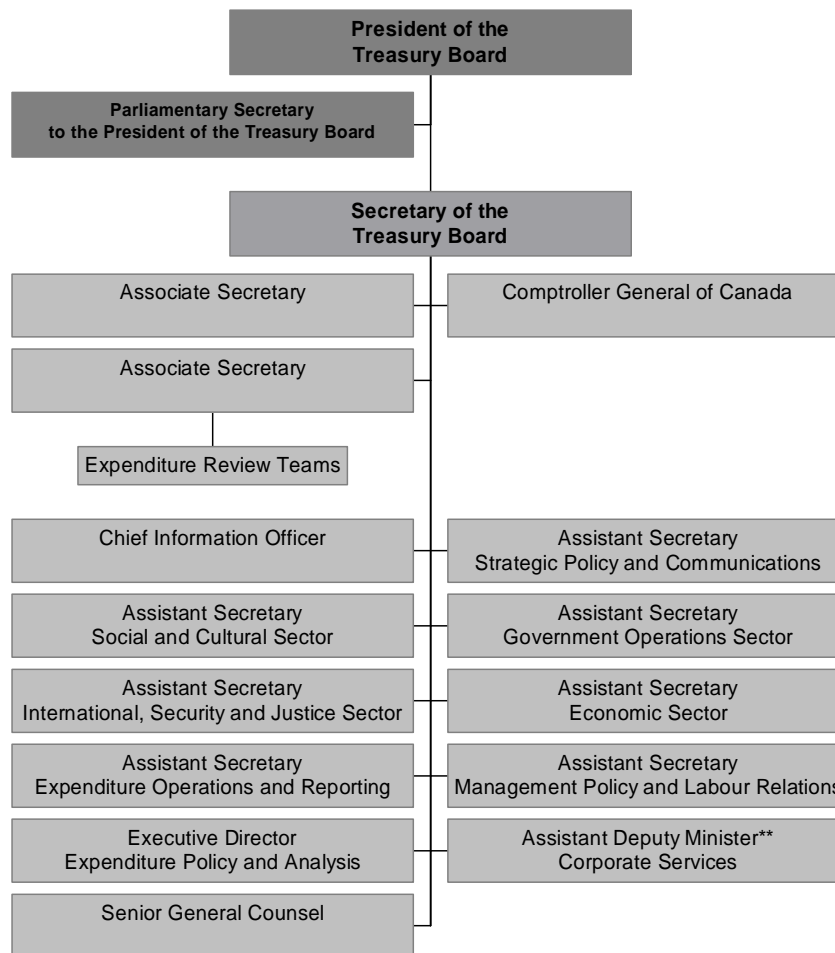 President of the
Treasury Board
Parliamentary Secretary
to the President of the Treasury Board
Secretary of the
Treasury Board
Associate Secretary
Comptroller General of Canada
Associate Secretary
Expenditure Review Teams
Chief Information Officer
Assistant Secretary
Strategic Policy and Communications
Assistant Secretary
Social and Cultural Sector
Assistant Secretary
Government Operations Sector
Assistant Secretary
International, Security and Justice Sector
Assistant Secretary
Economic Sector
Assistant Secretary
Expenditure Operations and Reporting
Assistant Secretary
Management Policy and Labour Relations
Executive Director
Expenditure Policy and Analysis
Assistant Deputy Minister**
Corporate Services
Senior General Counsel